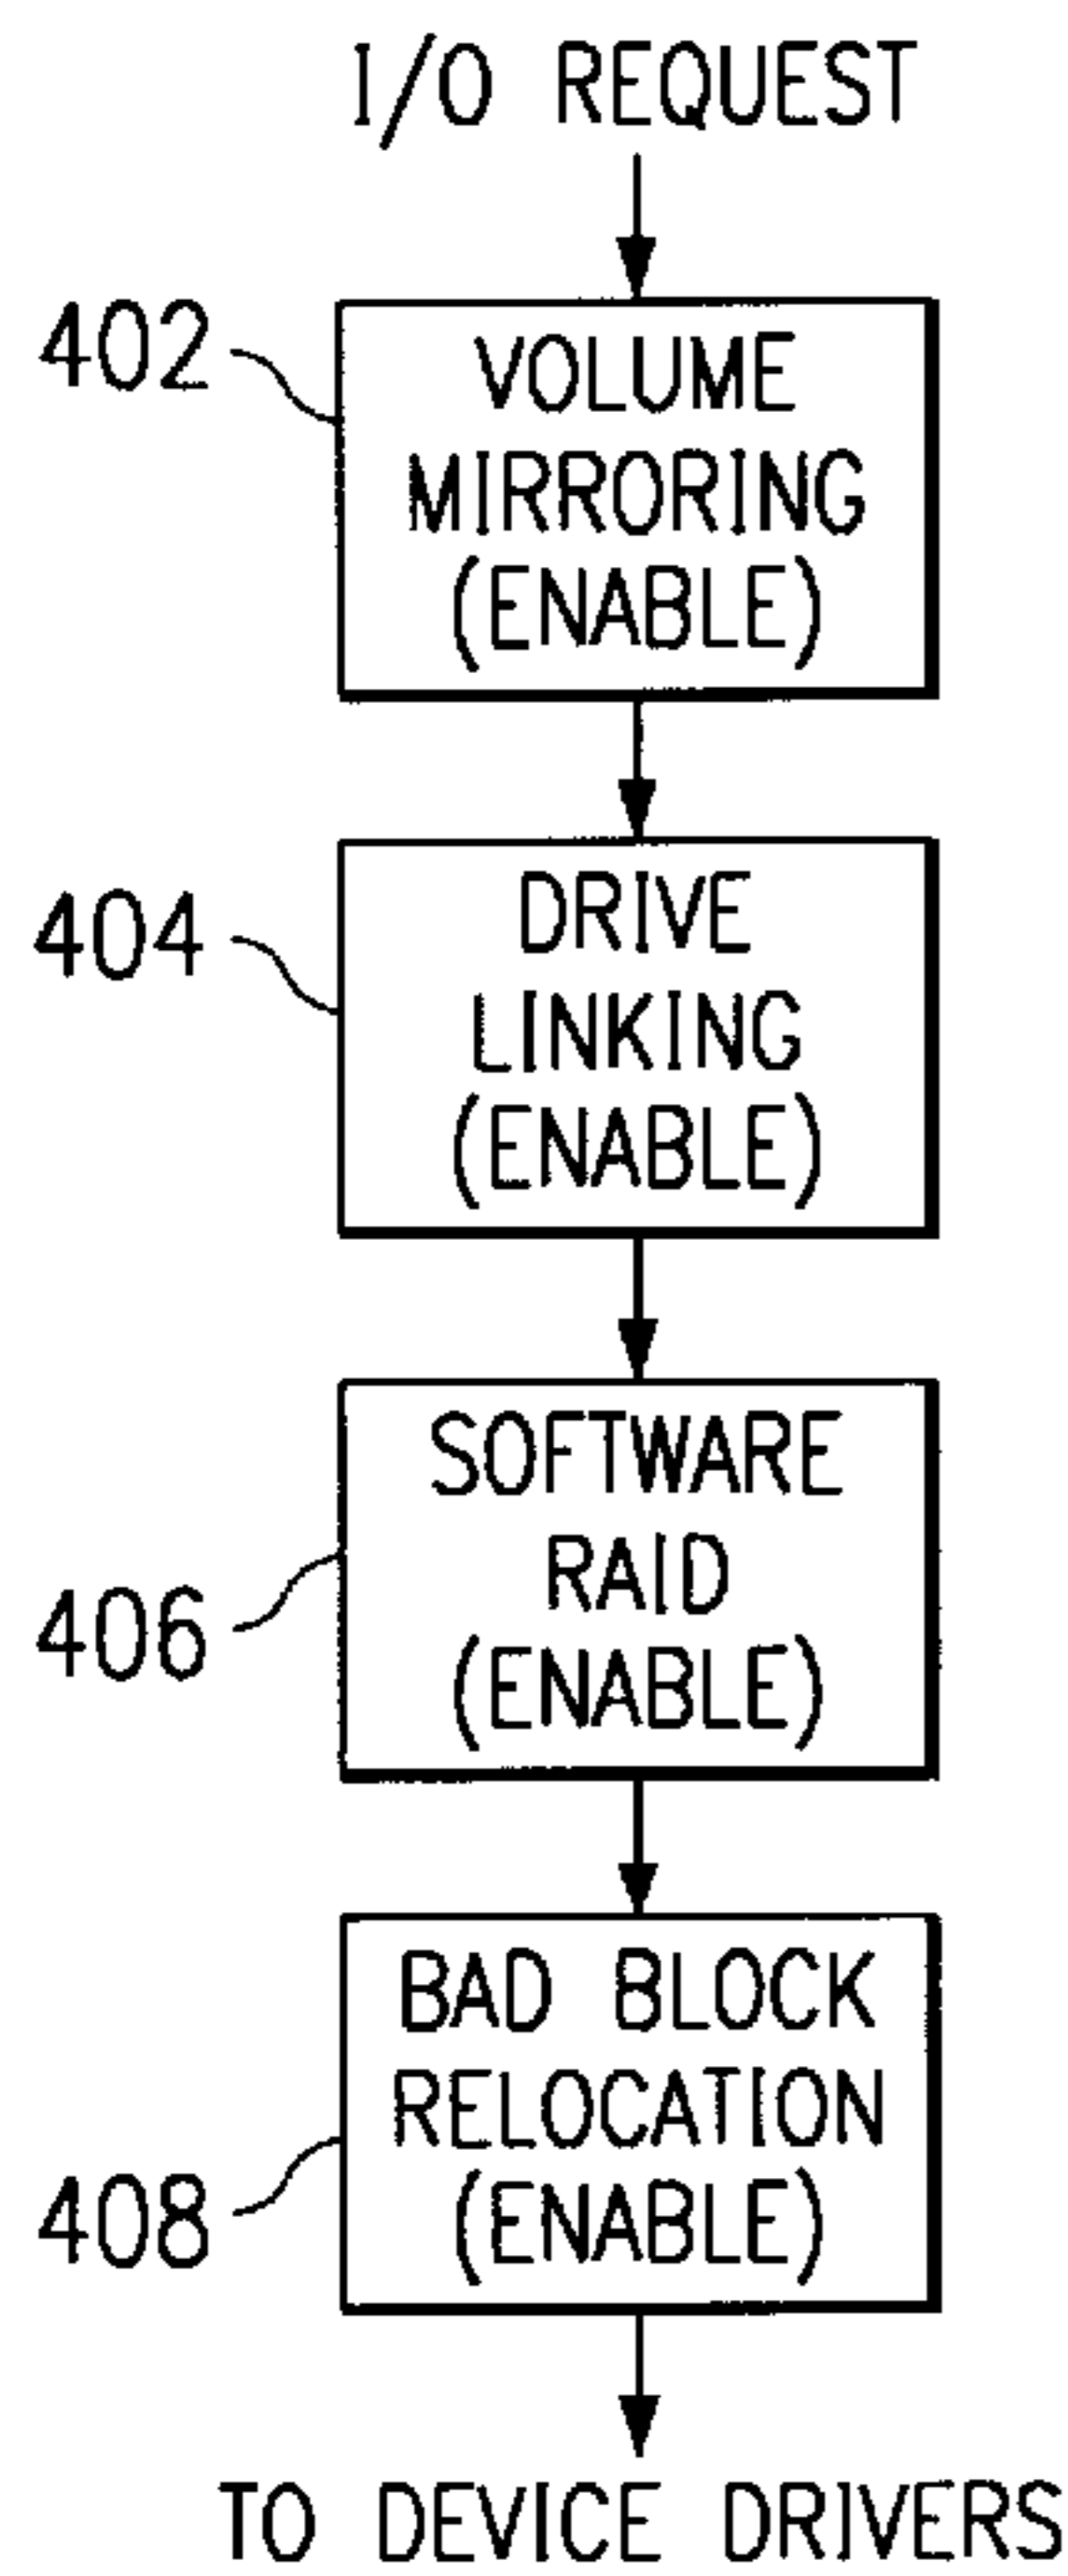 I/O REQUEST
402
VOLUME
MIRRORING
(ENABLE)
404
DRIVE
LINKING
(ENABLE)
SOFTWARE
RAID
406
(ENABLE)
BAD BLOCK
RELOCATION
408
(ENABLE)
TO DEVICE DRIVERS